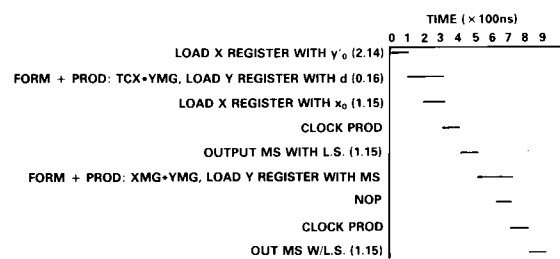 TIME (×100ns)
0 1 2 3 4 5 6 7 8 9
LOAD X REGISTER WITH y'₀ (2.14)
FORM + PROD: TCX•YMG, LOAD Y REGISTER WITH d (0.16)
LOAD X REGISTER WITH x₀ (1.15)
CLOCK PROD
OUTPUT MS WITH L.S. (1.15)
FORM + PROD: XMG•YMG, LOAD Y REGISTER WITH MS
NOP
CLOCK PROD
OUT MS W/L.S. (1.15)